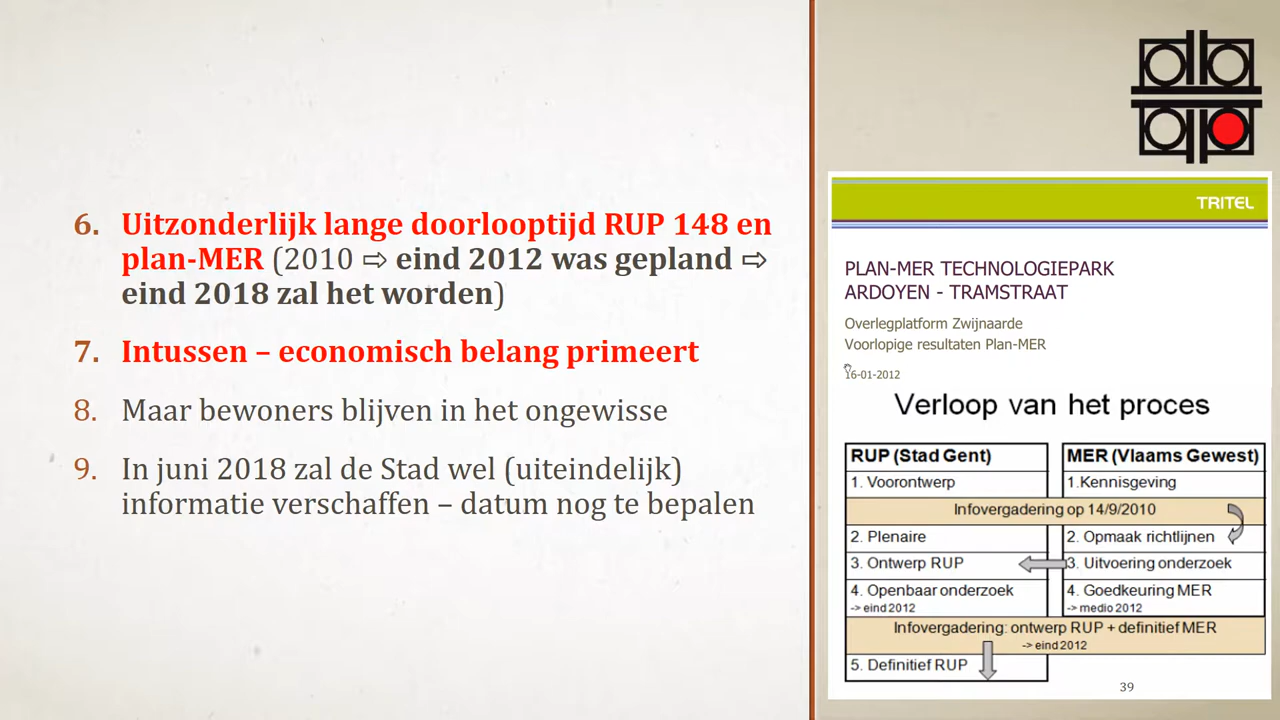 6. Uitzonderlijk lange doorlooptijd RUP 148 en
plan-MER (2010 ⇨ eind 2012 was gepland ⇨
eind 2018 zal het worden)
7. Intussen – economisch belang primeert
8. Maar bewoners blijven in het ongewisse
9. In juni 2018 zal de Stad wel (uiteindelijk)
informatie verschaffen – datum nog te bepalen
TRITEL
PLAN-MER TECHNOLOGIEPARK
ARDOYEN - TRAMSTRAAT
Overlegplatform Zwijnaarde
Voorlopige resultaten Plan-MER
16-01-2012
Verloop van het proces
RUP (Stad Gent) MER (Vlaams Gewest)
1. Voorontwerp 1.Kennisgeving
Infovergadering op 14/9/2010
2. Plenaire 2. Opmaak richtlijnen
3. Ontwerp RUP 3. Uitvoering onderzoek
4. Openbaar onderzoek 4. Goedkeuring MER
-> eind 2012 -> medio 2012
Infovergadering: ontwerp RUP + definitief MER
-> eind 2012
5. Definitief RUP
39